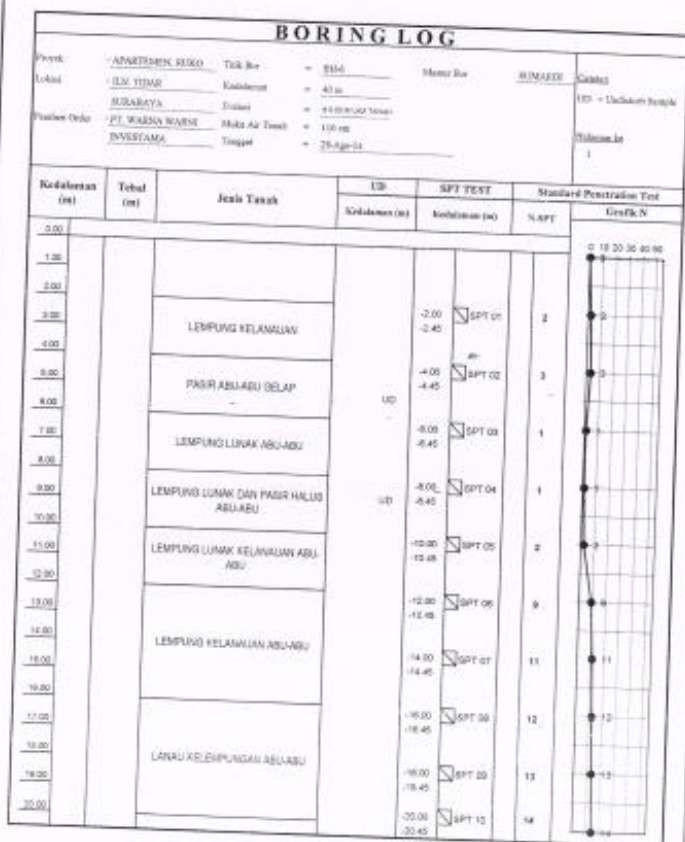 BORING LOG
Proyek : APARTEMEN, RUKO Titik Bor =
Lokasi : JLN. TIDAR Kedalaman = 40 m
SURABAYA
: PT. WARNA WARNI Muka Air Tanah = 110 cm
INVESTAMA Tanggal =
Master Bor SUMARDI
Catatan
UD =
Halaman ke
1
Kedalaman (m)
Tebal (m)
Jenis Tanah
UD
Kedalaman (m)
SPT TEST
Kedalaman (m)
Standard Penetration Test
N-SPT
Grafik N
0 10 20 30 40 50 60
0.00
1.00
2.00
3.00 LEMPUNG KELANAUAN -2.00 -2.45 SPT 01 2
4.00
5.00 PASIR ABU-ABU GELAP -4.00 -4.45 SPT 02 3
6.00 UD
7.00 LEMPUNG LUNAK ABU-ABU -6.00 -6.45 SPT 03 1
8.00
9.00 LEMPUNG LUNAK DAN PASIR HALUS ABU-ABU UD -8.00 -8.45 SPT 04 1
10.00
11.00 LEMPUNG LUNAK KELANAUAN ABU-ABU -10.00 -10.45 SPT 05 2
12.00
13.00 -12.00 -12.45 SPT 06 9
14.00 LEMPUNG KELANAUAN ABU-ABU
15.00 -14.00 -14.45 SPT 07 11
16.00
17.00 -16.00 -16.45 SPT 08 12
18.00 LANAU KELEMPUNGAN ABU-ABU
19.00 -18.00 -18.45 SPT 09 13
20.00 -20.00 -20.45 SPT 10 14